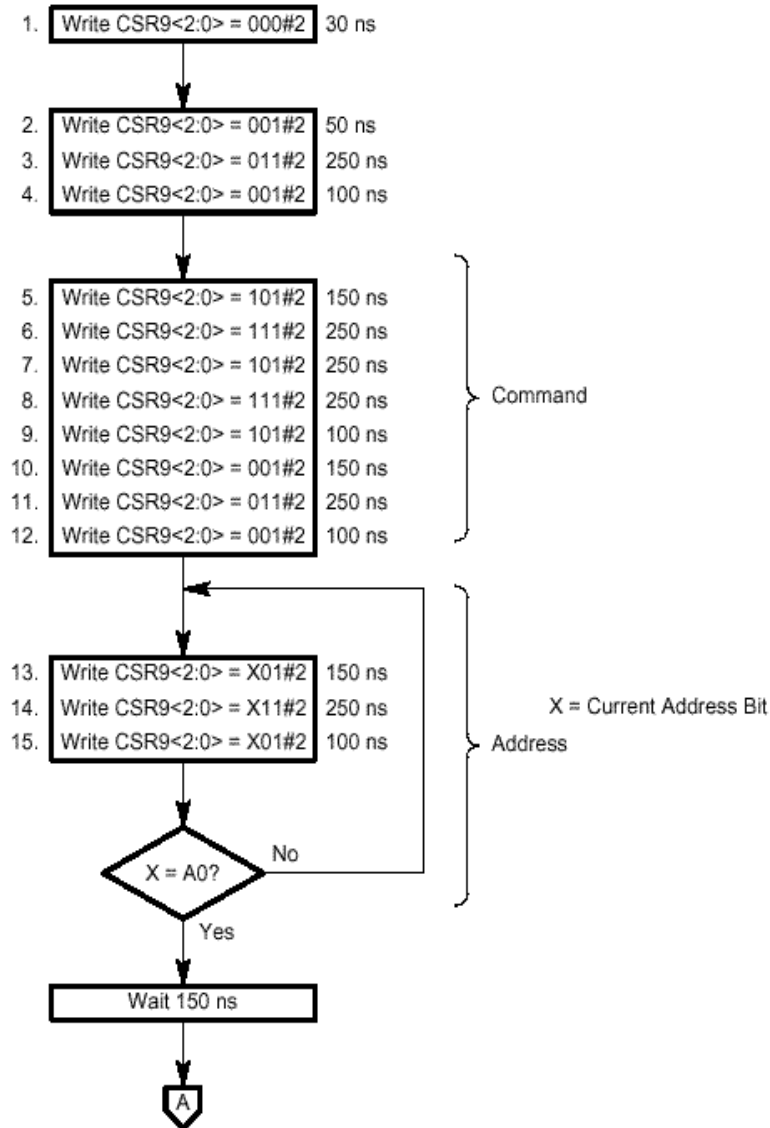 1. Write CSR9<2:0> = 000#2 30 ns
2. Write CSR9<2:0> = 001#2 50 ns
3. Write CSR9<2:0> = 011#2 250 ns
4. Write CSR9<2:0> = 001#2 100 ns
5. Write CSR9<2:0> = 101#2 150 ns
6. Write CSR9<2:0> = 111#2 250 ns
7. Write CSR9<2:0> = 101#2 250 ns
8. Write CSR9<2:0> = 111#2 250 ns
Command
9. Write CSR9<2:0> = 101#2 100 ns
10. Write CSR9<2:0> = 001#2 150 ns
11. Write CSR9<2:0> = 011#2 250 ns
12. Write CSR9<2:0> = 001#2 100 ns
13. Write CSR9<2:0> = X01#2 150 ns
14. Write CSR9<2:0> = X11#2 250 ns
X = Current Address Bit
15. Write CSR9<2:0> = X01#2 100 ns
Address
X = A0?
No
Yes
Wait 150 ns
A